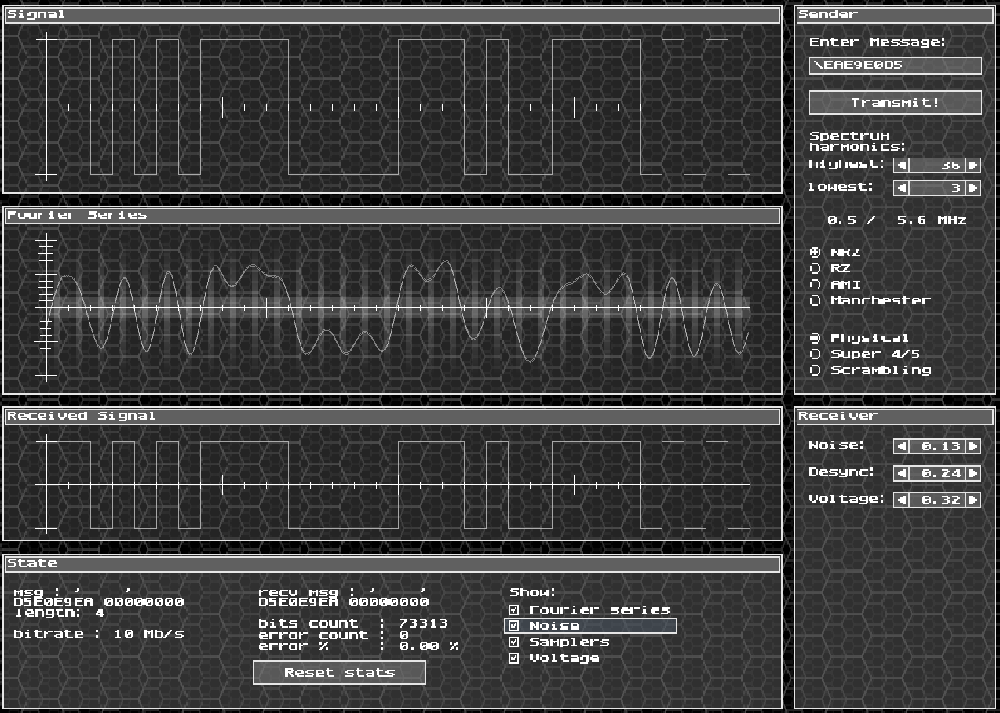 Signal
Fourier Series
Received Signal
State
msg : ′ ′
D5E0E9EA 00000000
length: 4
bitrate : 10 Mb/s
recv msg : ′ ′
D5E0E9EA 00000000
bits count : 73313
error count : 0
error % : 0.00 %
Reset stats
Show:
Fourier series
Noise
Samplers
Voltage
Sender
Enter Message:
\EAE9E0D5
Transmit!
Spectrum
harmonics:
highest: 36
lowest: 3
0.5 / 5.6 MHz
NRZ
RZ
AMI
Manchester
Physical
Super 4/5
Scrambling
Receiver
Noise: 0.13
Desync: 0.24
Voltage: 0.32